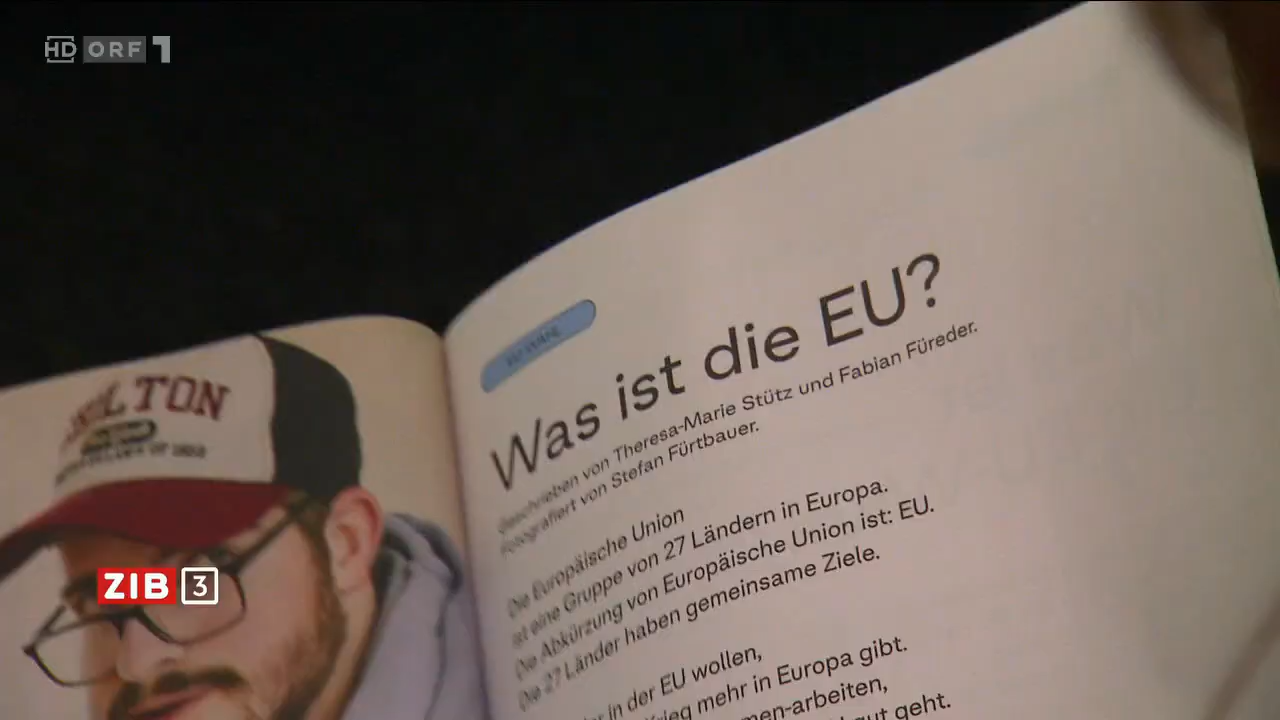 HD ORF 1
EU-WAHL
Was ist die EU?
Geschrieben von Theresa-Marie Stütz und Fabian Füreder.
Fotografiert von Stefan Fürtbauer.
Die Europäische Union
ist eine Gruppe von 27 Ländern in Europa.
Die Abkürzung von Europäische Union ist: EU.
Die 27 Länder haben gemeinsame Ziele.
in der EU wollen,
Krieg mehr in Europa gibt.
men-arbeiten,
gut geht.
ZIB 3